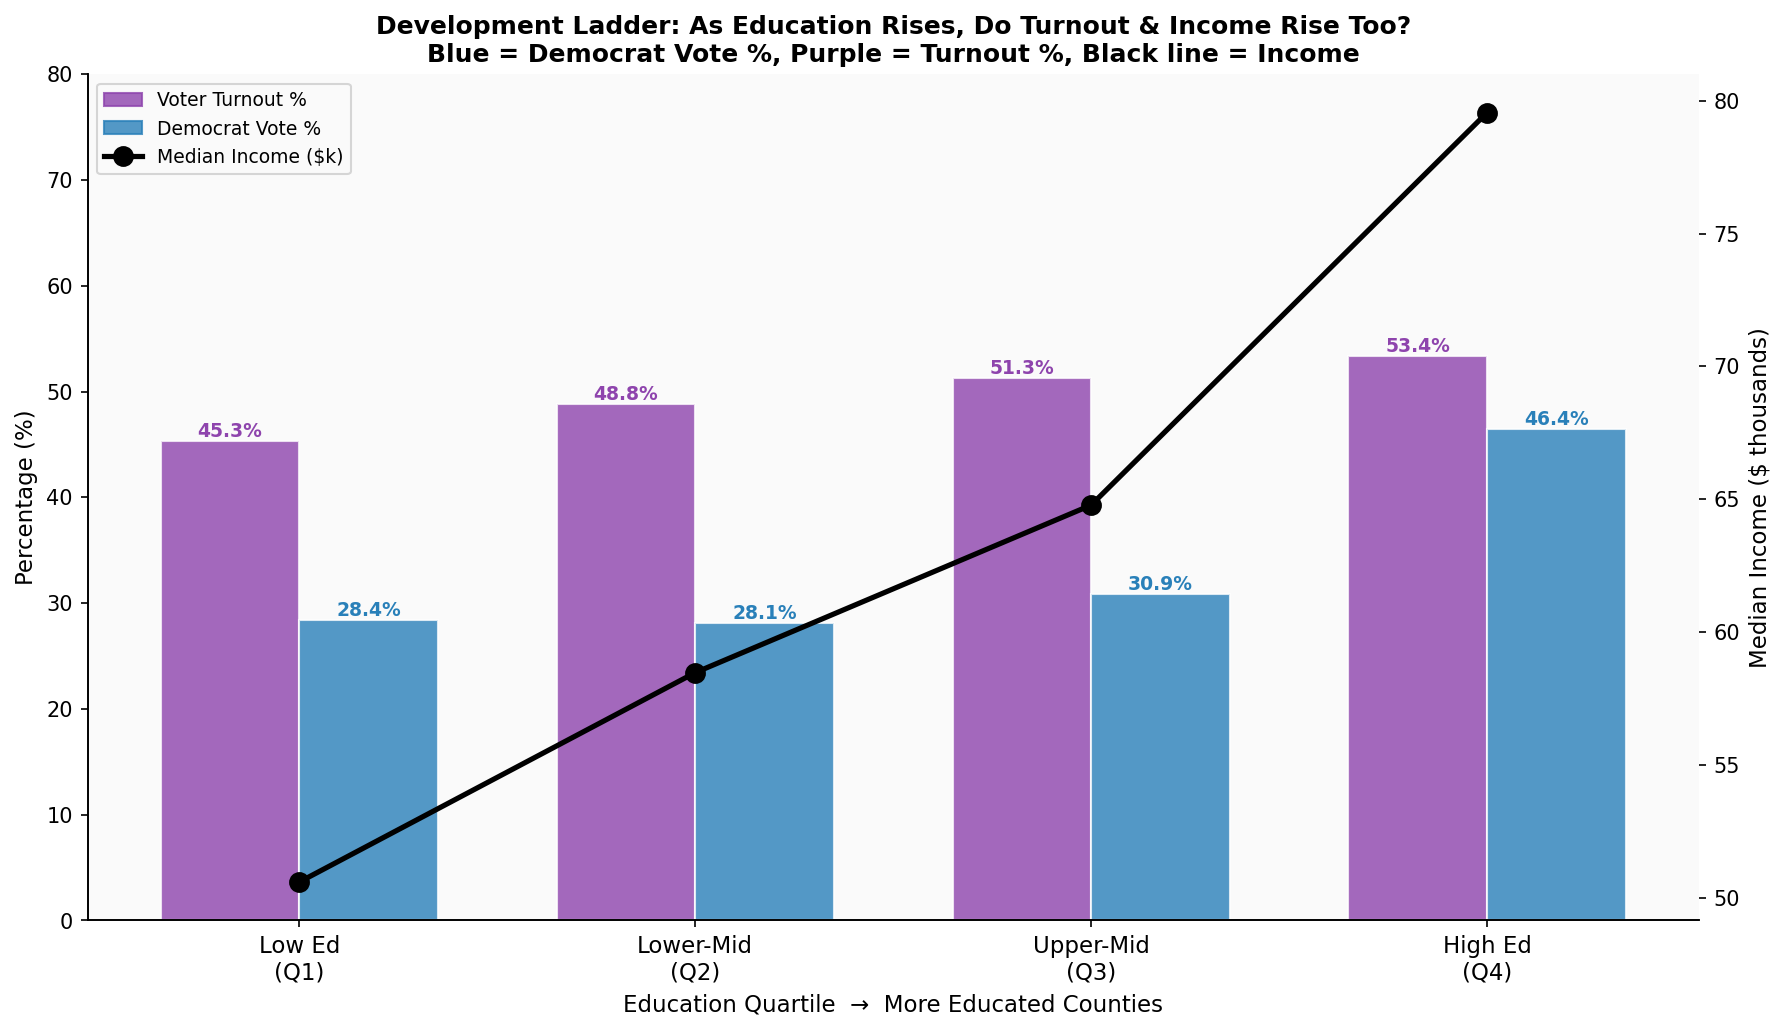 Development Ladder: As Education Rises, Do Turnout & Income Rise Too?
Blue = Democrat Vote %, Purple = Turnout %, Black line = Income
Voter Turnout %
Democrat Vote %
Median Income ($k)
Percentage (%)
80
70
60
50
40
30
20
10
0
45.3%
28.4%
48.8%
28.1%
51.3%
30.9%
53.4%
46.4%
80
75
70
65
60
55
50
Median Income ($ thousands)
Low Ed
(Q1)
Lower-Mid
(Q2)
Upper-Mid
(Q3)
High Ed
(Q4)
Education Quartile → More Educated Counties